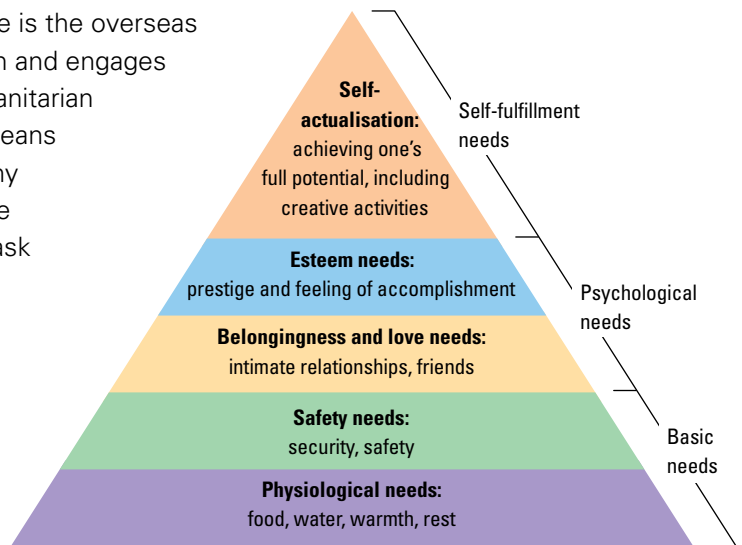 e is the overseas
n and engages
anitarian
eans
ny
e
ask
Self-
actualisation:
achieving one's
full potential, including
creative activities
Self-fulfillment
needs
Esteem needs:
prestige and feeling of accomplishment
Psychological
needs
Belongingness and love needs:
intimate relationships, friends
Safety needs:
security, safety
Basic
needs
Physiological needs:
food, water, warmth, rest